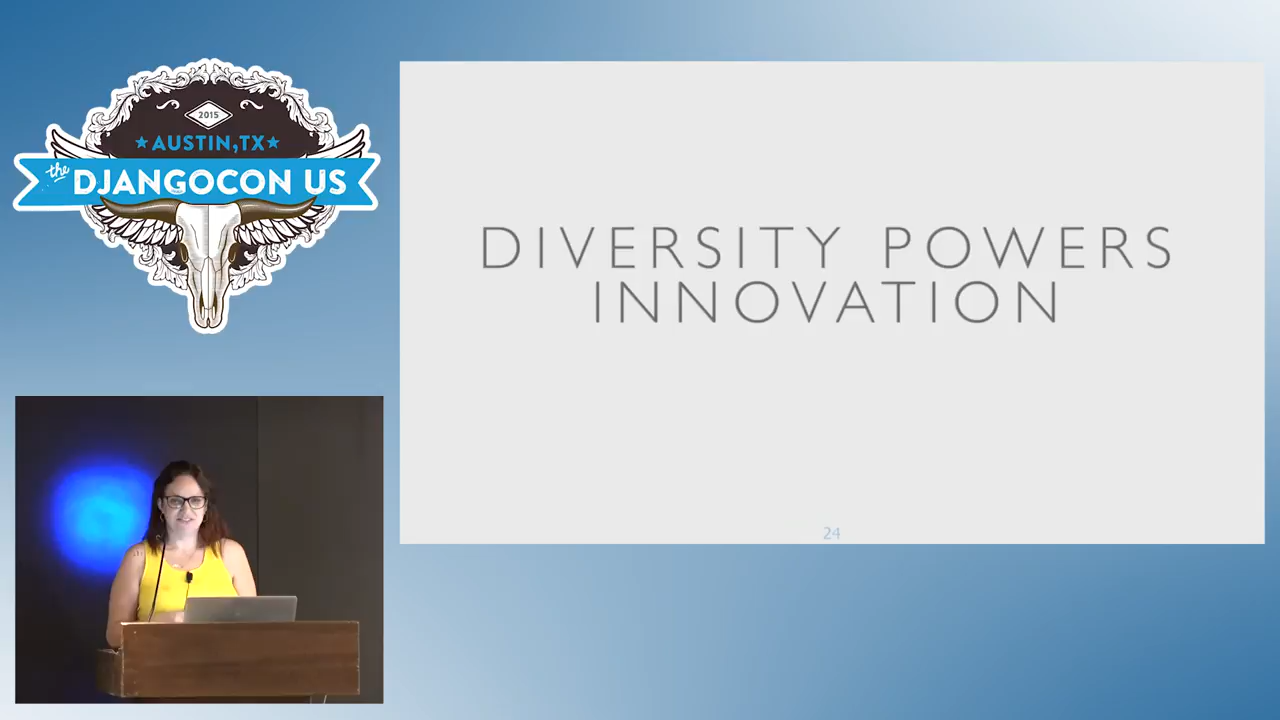 2015
AUSTIN, TX
the
DJANGOCON US
DIVERSITY POWERS
INNOVATION
24